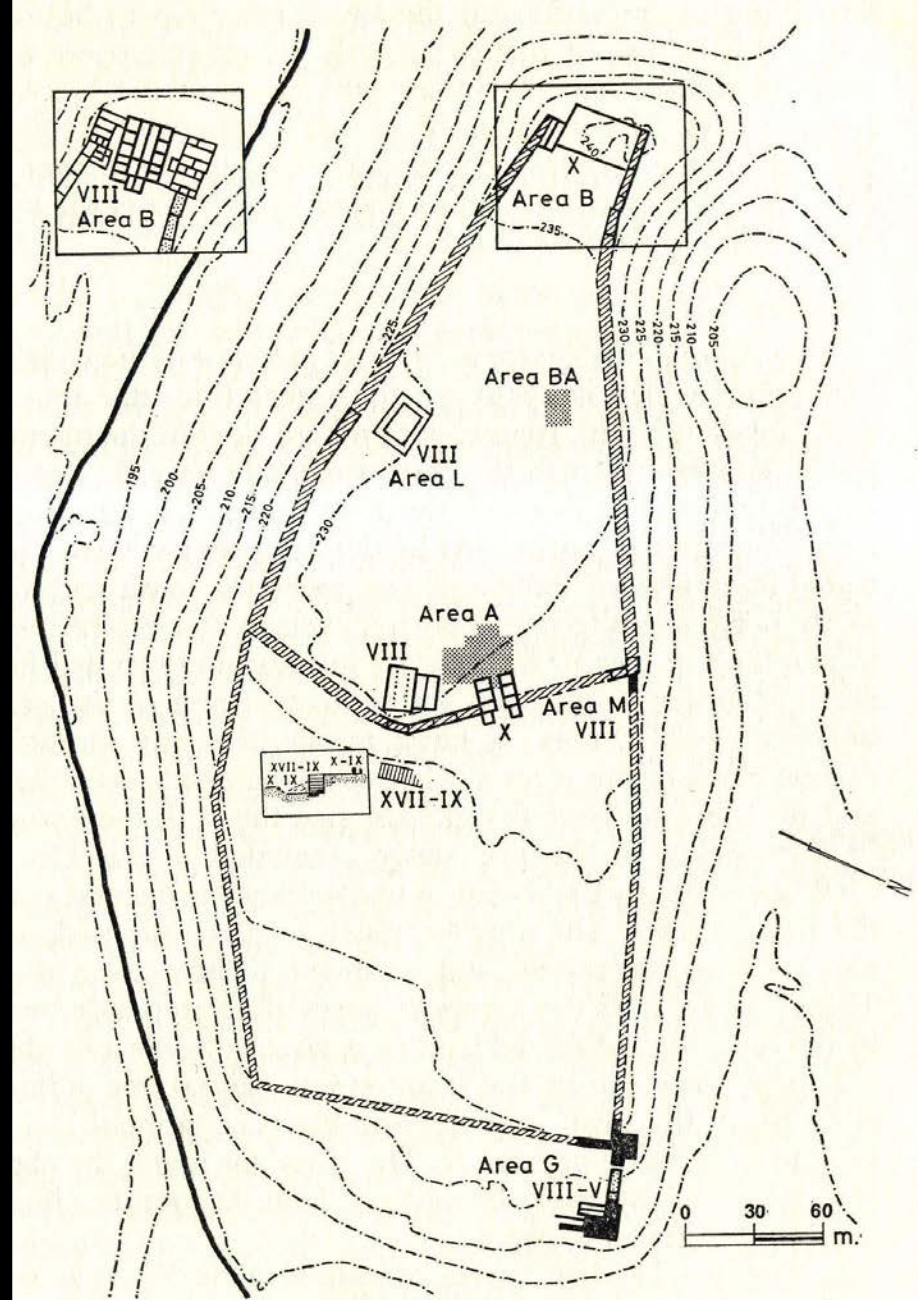 VIII
Area B
240
X
Area B
235
225
230
225
220
215
210
205
Area BA
VIII
Area L
195
200
205
210
215
220
230
Area A
VIII
Area M
VIII
X
XVII-IX X-IX
X IX
XVII-IX
N
Area G
VIII-V
0 30 60
m.